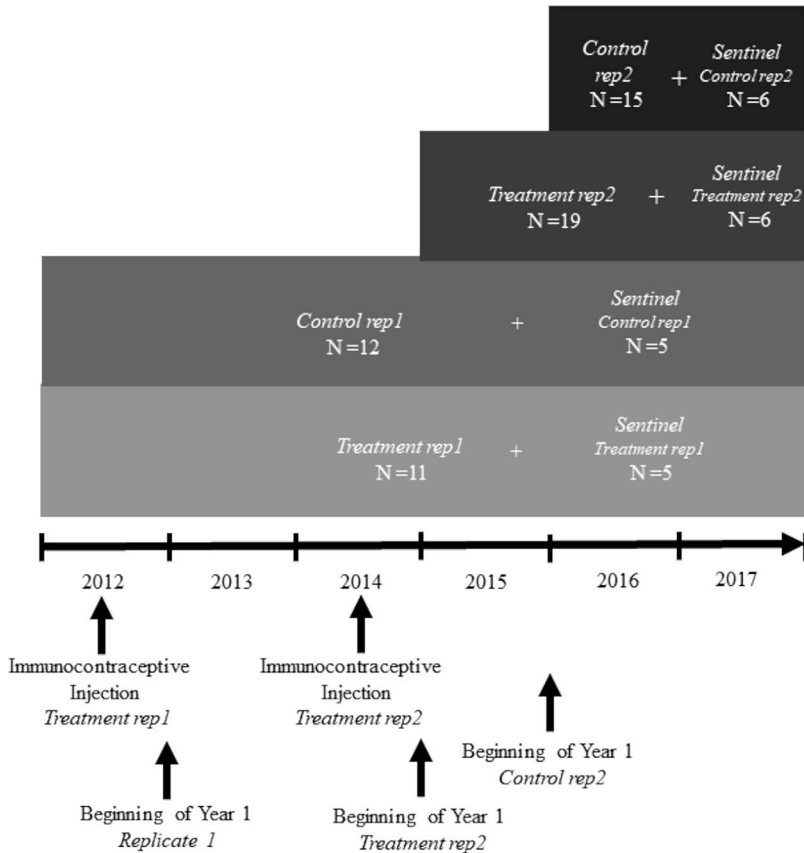 Control
rep2
N=15
+
Sentinel
Control rep2
N=6
Treatment rep2
N=19
+
Sentinel
Treatment rep2
N=6
Control rep1
N=12
+
Sentinel
Control rep1
N=5
Treatment rep1
N=11
+
Sentinel
Treatment rep1
N=5
2012 2013 2014 2015 2016 2017
Immunocontraceptive
Injection
Treatment rep1
Immunocontraceptive
Injection
Treatment rep2
Beginning of Year 1
Control rep2
Beginning of Year 1
Replicate 1
Beginning of Year 1
Treatment rep2